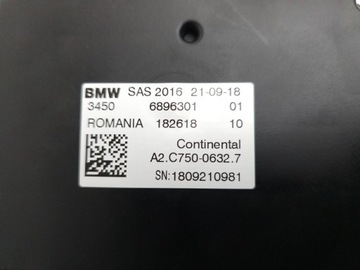 BMW SAS 2016 21-09-18
3450 6896301 01
ROMANIA 182618 10
Continental
A2.C750-0632.7
SN:1809210981